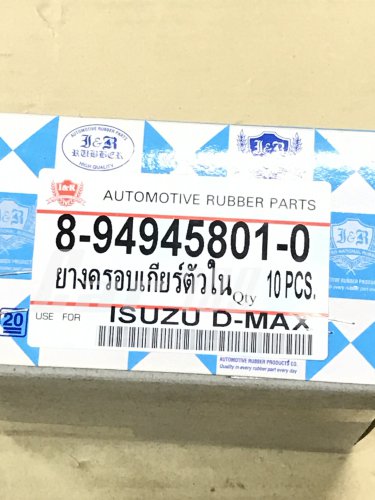 AUTOMOTIVE RUBBER PARTS
J&R
RUBBER
HIGH QUALITY
J&R
J&R
AUTOMOTIVE RUBBER PARTS
8-94945801-0
ยางครอบเกียร์ตัวใน Qty 10 PCS.
USE FOR ISUZU D-MAX
20
AUTOMOTIVE RUBBER PRODUCTS CO.
Quality in every rubber part every day